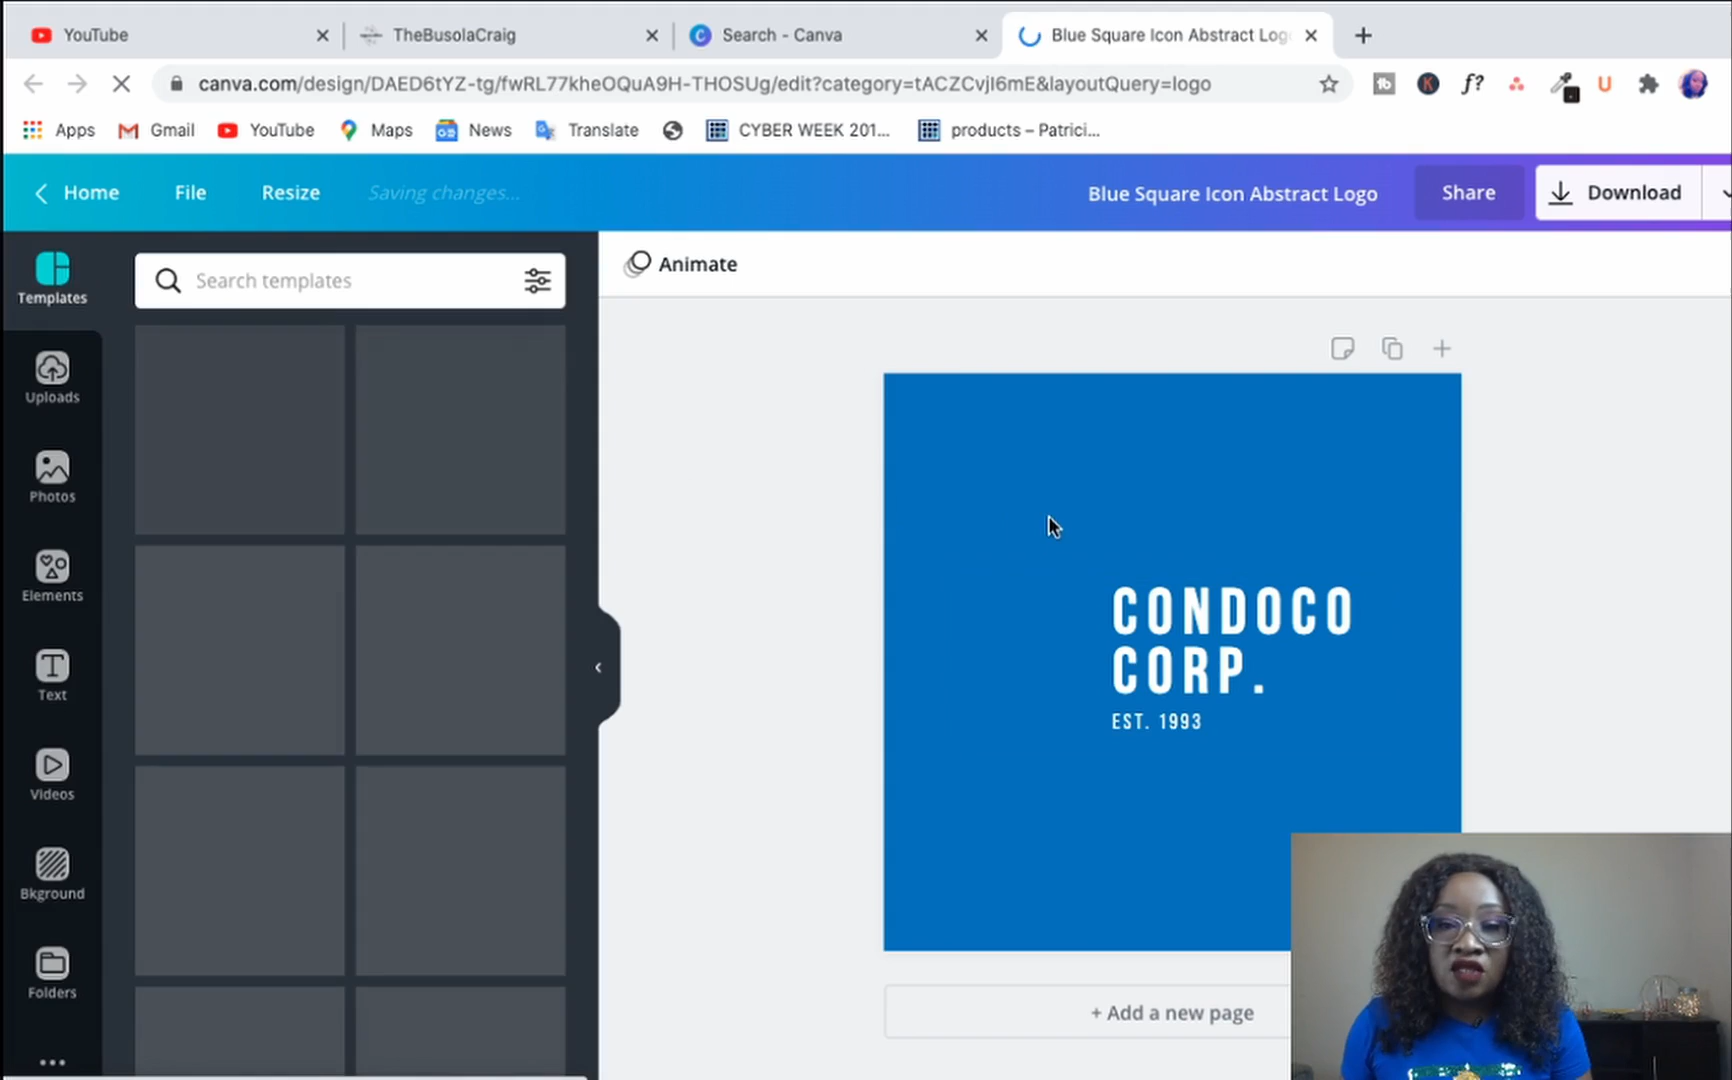 YouTube
TheBusolaCraig
Search - Canva
Blue Square Icon Abstract Log
canva.com/design/DAED6tYZ-tg/fwRL77kheOQuA9H-THOSUg/edit?category=tACZCvjI6mE&layoutQuery=logo
Apps
Gmail
YouTube
Maps
News
Translate
CYBER WEEK 201...
products – Patrici...
Home
File
Resize
Saving changes...
Blue Square Icon Abstract Logo
Share
Download
Templates
Search templates
Animate
Uploads
Photos
Elements
Text
Videos
Bkground
Folders
CONDOCO
CORP.
EST. 1993
+ Add a new page